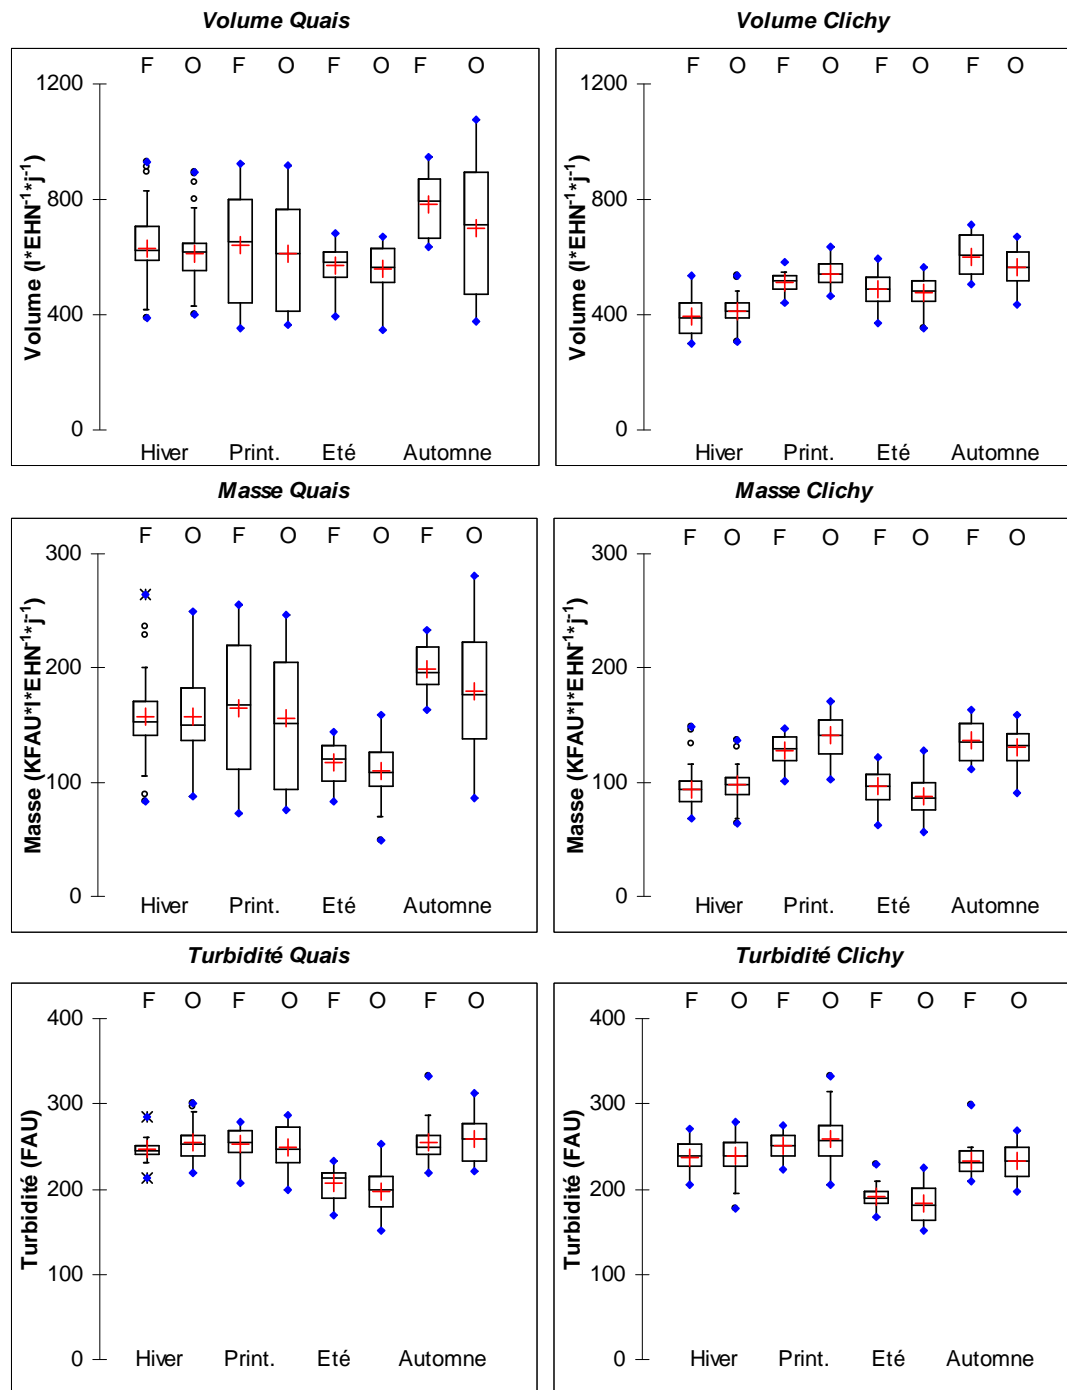 Volume Quais
F O F O F O F O
1200
800
400
0
Volume (l*EHN⁻¹*j⁻¹)
Hiver Print. Eté Automne
Volume Clichy
F O F O F O F O
1200
800
400
0
Volume (l*EHN⁻¹*j⁻¹)
Hiver Print. Eté Automne
Masse Quais
F O F O F O F O
300
200
100
0
Masse (KFAU*l*EHN⁻¹*j⁻¹)
Hiver Print. Eté Automne
Masse Clichy
F O F O F O F O
300
200
100
0
Masse (KFAU*l*EHN⁻¹*j⁻¹)
Hiver Print. Eté Automne
Turbidité Quais
F O F O F O F O
400
300
200
100
0
Turbidité (FAU)
Hiver Print. Eté Automne
Turbidité Clichy
F O F O F O F O
400
300
200
100
0
Turbidité (FAU)
Hiver Print. Eté Automne